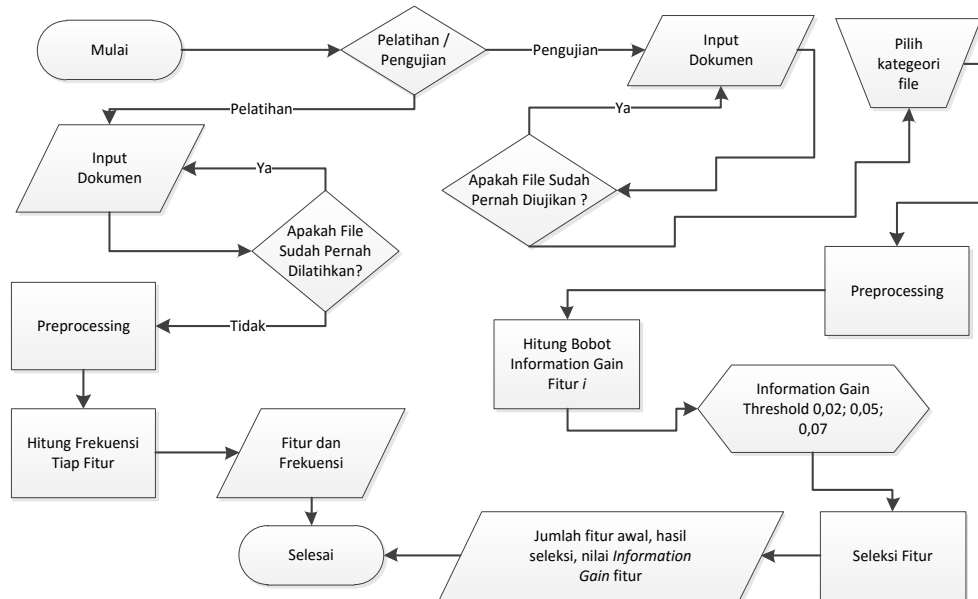 Mulai
Pelatihan /
Pengujian
Pengujian
Input
Dokumen
Pilih
kategeori
file
Pelatihan
Ya
Input
Dokumen
Ya
Apakah File Sudah
Pernah Diujikan ?
Apakah File
Sudah Pernah
Dilatihkan?
Preprocessing
Tidak
Preprocessing
Hitung Bobot
Information Gain
Fitur i
Information Gain
Threshold 0,02; 0,05;
0,07
Hitung Frekuensi
Tiap Fitur
Fitur dan
Frekuensi
Selesai
Jumlah fitur awal, hasil
seleksi, nilai Information
Gain fitur
Seleksi Fitur